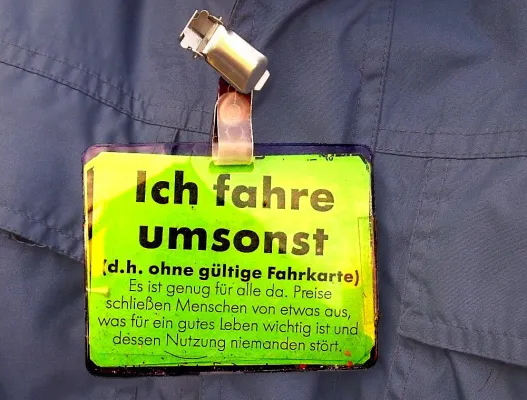 Ich fahre
umsonst
(d.h. ohne gültige Fahrkarte)
Es ist genug für alle da. Preise
schließen Menschen von etwas aus,
was für ein gutes Leben wichtig ist und
dessen Nutzung niemanden stört.